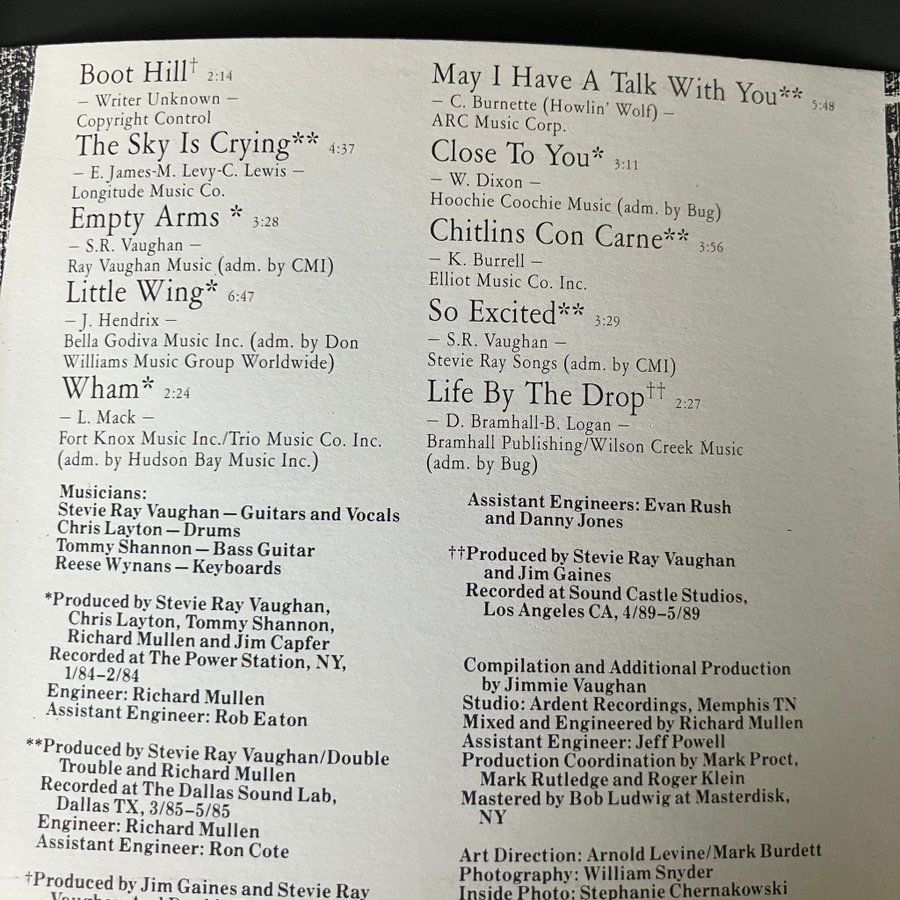 Boot Hill† 2:14
– Writer Unknown –
Copyright Control
The Sky Is Crying** 4:37
– E. James-M. Levy-C. Lewis –
Longitude Music Co.
Empty Arms * 3:28
– S.R. Vaughan –
Ray Vaughan Music (adm. by CMI)
Little Wing* 6:47
– J. Hendrix –
Bella Godiva Music Inc. (adm. by Don
Williams Music Group Worldwide)
Wham* 2:24
– L. Mack –
Fort Knox Music Inc./Trio Music Co. Inc.
(adm. by Hudson Bay Music Inc.)
May I Have A Talk With You** 5:48
– C. Burnette (Howlin' Wolf) –
ARC Music Corp.
Close To You* 3:11
– W. Dixon –
Hoochie Coochie Music (adm. by Bug)
Chitlins Con Carne** 3:56
– K. Burrell –
Elliot Music Co. Inc.
So Excited** 3:29
– S.R. Vaughan –
Stevie Ray Songs (adm. by CMI)
Life By The Drop†† 2:27
– D. Bramhall-B. Logan –
Bramhall Publishing/Wilson Creek Music
(adm. by Bug)
Musicians:
Stevie Ray Vaughan – Guitars and Vocals
Chris Layton – Drums
Tommy Shannon – Bass Guitar
Reese Wynans – Keyboards
*Produced by Stevie Ray Vaughan,
Chris Layton, Tommy Shannon,
Richard Mullen and Jim Capfer
Recorded at The Power Station, NY,
1/84–2/84
Engineer: Richard Mullen
Assistant Engineer: Rob Eaton
**Produced by Stevie Ray Vaughan/Double
Trouble and Richard Mullen
Recorded at The Dallas Sound Lab,
Dallas TX, 3/85–5/85
Engineer: Richard Mullen
Assistant Engineer: Ron Cote
†Produced by Jim Gaines and Stevie Ray
Vaughan
Assistant Engineers: Evan Rush
and Danny Jones
††Produced by Stevie Ray Vaughan
and Jim Gaines
Recorded at Sound Castle Studios,
Los Angeles CA, 4/89–5/89
Compilation and Additional Production
by Jimmie Vaughan
Studio: Ardent Recordings, Memphis TN
Mixed and Engineered by Richard Mullen
Assistant Engineer: Jeff Powell
Production Coordination by Mark Proct,
Mark Rutledge and Roger Klein
Mastered by Bob Ludwig at Masterdisk,
NY
Art Direction: Arnold Levine/Mark Burdett
Photography: William Snyder
Inside Photo: Stephanie Chernakowski